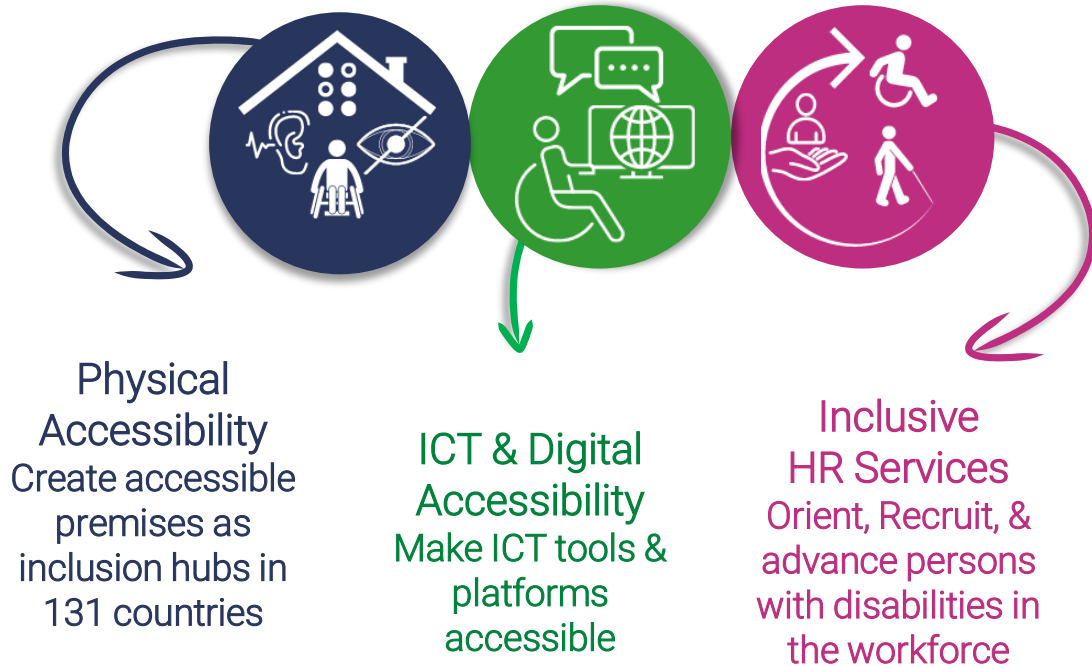 Physical
Accessibility
Create accessible
premises as
inclusion hubs in
131 countries
ICT & Digital
Accessibility
Make ICT tools &
platforms
accessible
Inclusive
HR Services
Orient, Recruit, &
advance persons
with disabilities in
the workforce